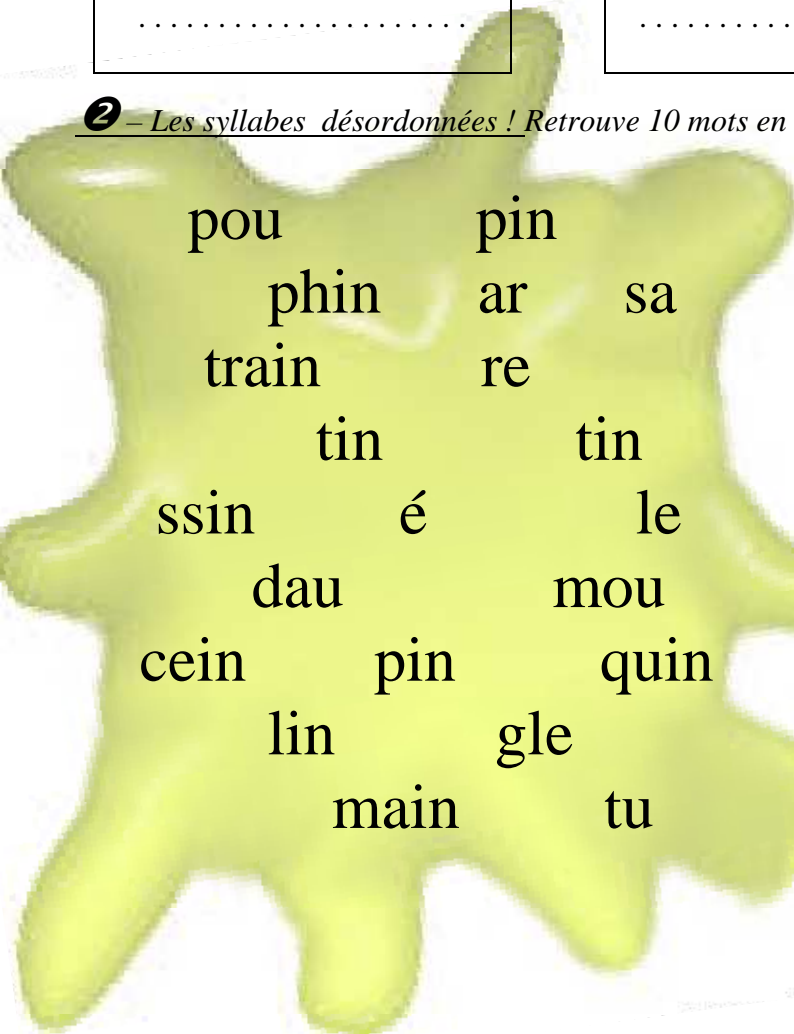 . . . . . . . . . . . . . . . . . . . . . . . . . . . . . . .
❷ – Les syllabes désordonnées ! Retrouve 10 mots en
pou pin
phin ar sa
train re
tin tin
ssin é le
dau mou
cein pin quin
lin gle
main tu